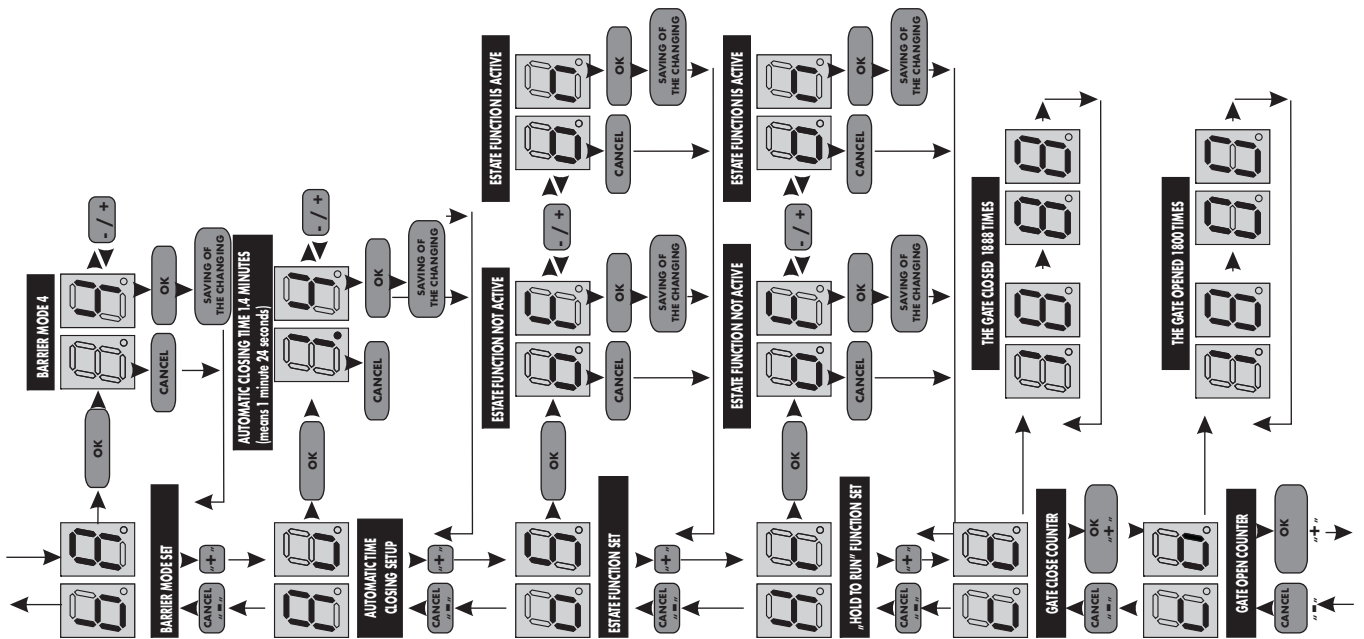 BARRIER MODE 4
OK
- / +
CANCEL
OK
SAVING OF
THE CHANGING
BARRIER MODE SET
CANCEL
„-"
„+"
AUTOMATIC CLOSING TIME 1.4 MINUTES
(means 1 minute 24 seconds)
OK
- / +
CANCEL
OK
SAVING OF
THE CHANGING
AUTOMATIC TIME
CLOSING SETUP
CANCEL
„-"
„+"
ESTATE FUNCTION NOT ACTIVE
ESTATE FUNCTION IS ACTIVE
OK
- / +
CANCEL
OK
CANCEL
OK
SAVING OF
THE CHANGING
SAVING OF
THE CHANGING
ESTATE FUNCTION SET
CANCEL
„-"
„+"
ESTATE FUNCTION NOT ACTIVE
ESTATE FUNCTION IS ACTIVE
OK
- / +
CANCEL
OK
CANCEL
OK
SAVING OF
THE CHANGING
SAVING OF
THE CHANGING
„HOLD TO RUN" FUNCTION SET
CANCEL
„-"
„+"
THE GATE CLOSED 1888 TIMES
GATE CLOSE COUNTER
CANCEL
„-"
OK
„+"
THE GATE OPENED 1800 TIMES
GATE OPEN COUNTER
CANCEL
„-"
OK
„+"